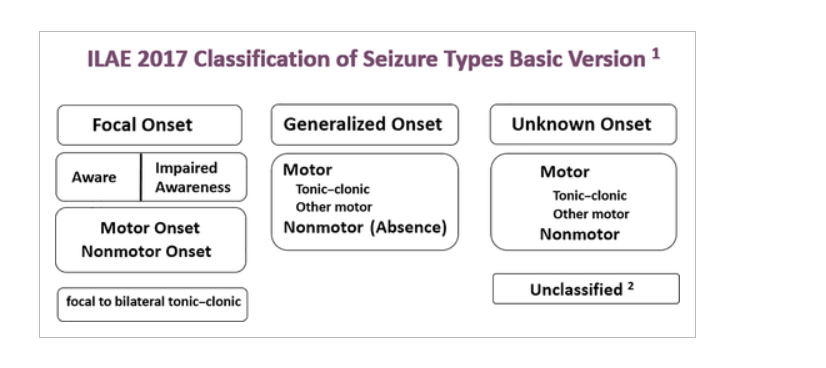 ILAE 2017 Classification of Seizure Types Basic Version ¹
Focal Onset
Aware
Impaired
Awareness
Motor Onset
Nonmotor Onset
focal to bilateral tonic–clonic
Generalized Onset
Motor
Tonic–clonic
Other motor
Nonmotor (Absence)
Unknown Onset
Motor
Tonic–clonic
Other motor
Nonmotor
Unclassified ²